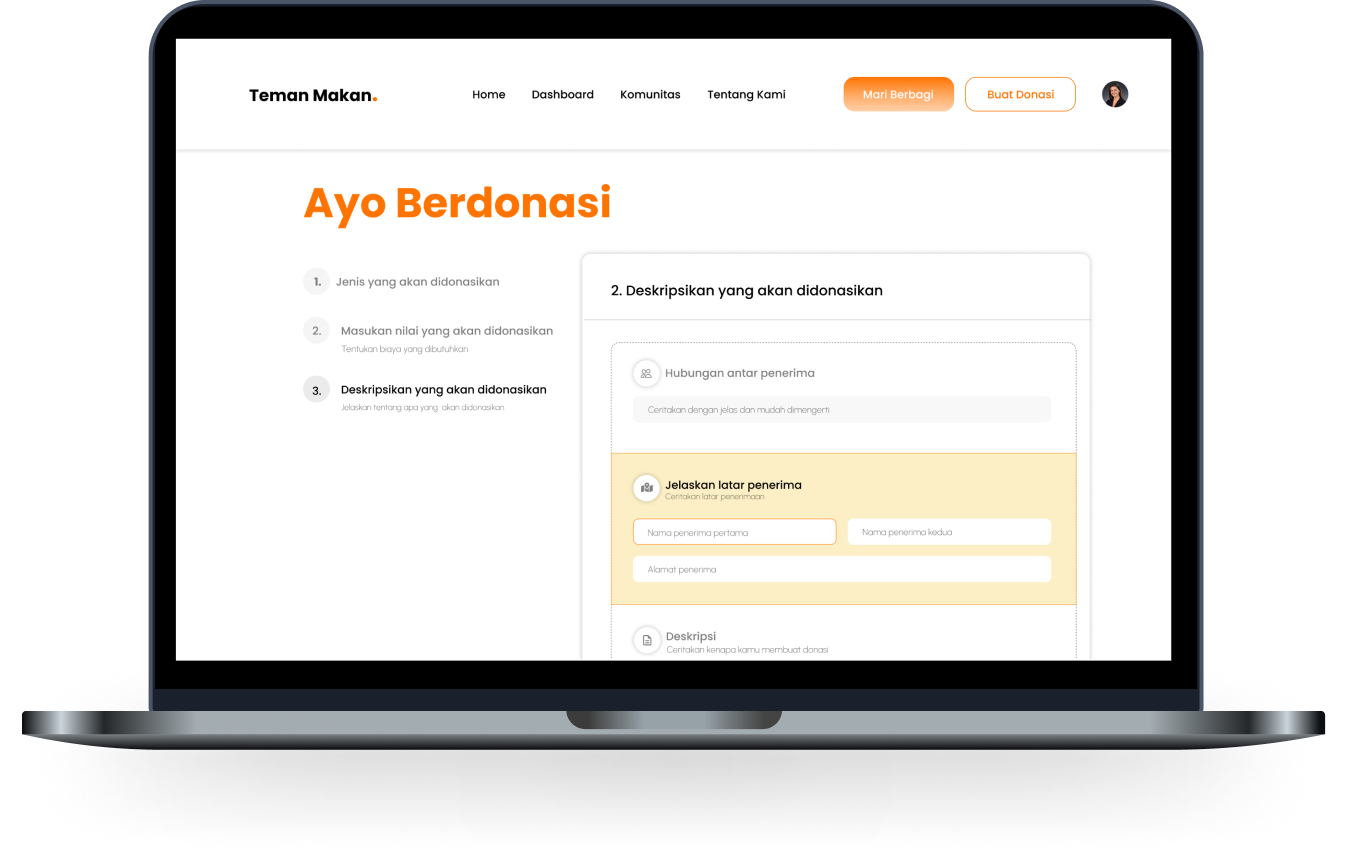 Teman Makan.
Home
Dashboard
Komunitas
Tentang Kami
Mari Berbagi
Buat Donasi
Ayo Berdonasi
1. Jenis yang akan didonasikan
2. Masukan nilai yang akan didonasikan
Tentukan biaya yang dibutuhkan
3. Deskripsikan yang akan didonasikan
Jelaskan tentang apa yang akan didonasikan
2. Deskripsikan yang akan didonasikan
Hubungan antar penerima
Ceritakan dengan jelas dan mudah dimengerti
Jelaskan latar penerima
Ceritakan latar penerimaan
Nama penerima pertama
Nama penerima kedua
Alamat penerima
Deskripsi
Ceritakan kenapa kamu membuat donasi